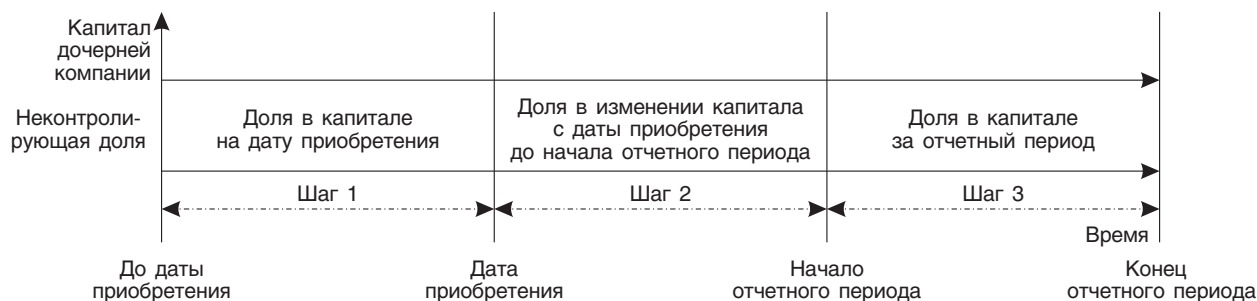 Капитал
дочерней
компании
Неконтроли-
рующая доля
Доля в капитале
на дату приобретения
Доля в изменении капитала
с даты приобретения
до начала отчетного периода
Доля в капитале
за отчетный период
Шаг 1
Шаг 2
Шаг 3
Время
До даты
приобретения
Дата
приобретения
Начало
отчетного периода
Конец
отчетного периода